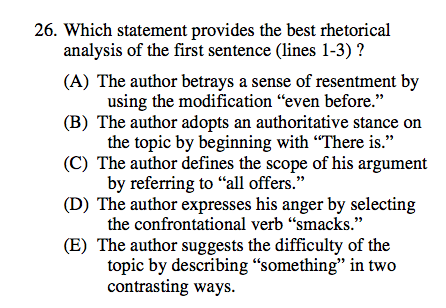 26. Which statement provides the best rhetorical
analysis of the first sentence (lines 1-3) ?
(A) The author betrays a sense of resentment by
using the modification “even before.”
(B) The author adopts an authoritative stance on
the topic by beginning with “There is.”
(C) The author defines the scope of his argument
by referring to “all offers.”
(D) The author expresses his anger by selecting
the confrontational verb “smacks.”
(E) The author suggests the difficulty of the
topic by describing “something” in two
contrasting ways.